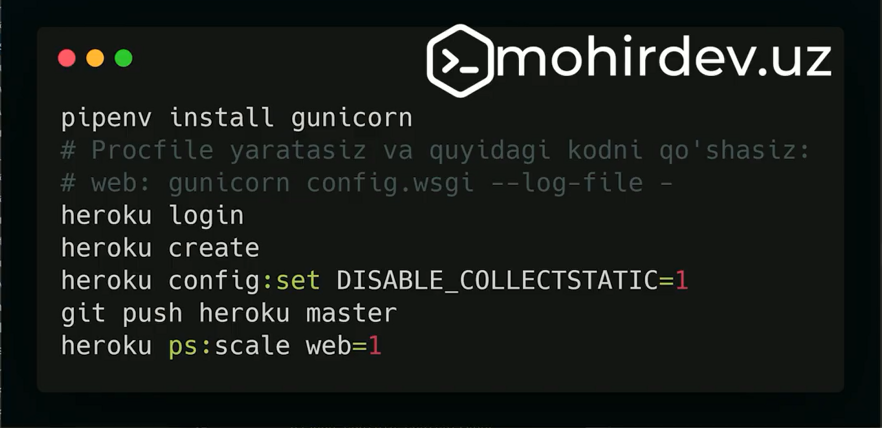 mohirdev.uz
pipenv install gunicorn
# Procfile yaratasiz va quyidagi kodni qo'shasiz:
# web: gunicorn config.wsgi --log-file -
heroku login
heroku create
heroku config:set DISABLE_COLLECTSTATIC=1
git push heroku master
heroku ps:scale web=1